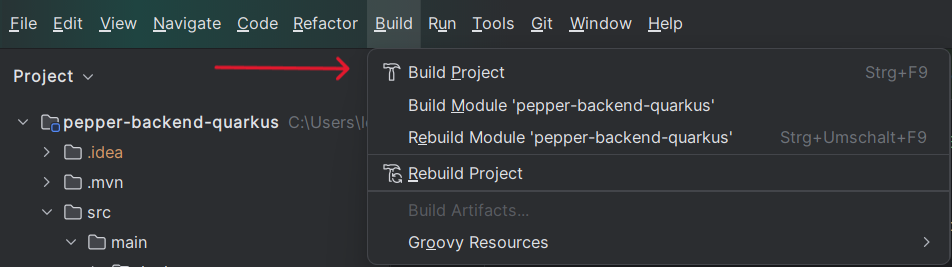 File Edit View Navigate Code Refactor Build Run Tools Git Window Help
Project
Build Project Strg+F9
Build Module 'pepper-backend-quarkus'
pepper-backend-quarkus
Rebuild Module 'pepper-backend-quarkus' Strg+Umschalt+F9
.idea
Rebuild Project
.mvn
src
Build Artifacts...
main
Groovy Resources